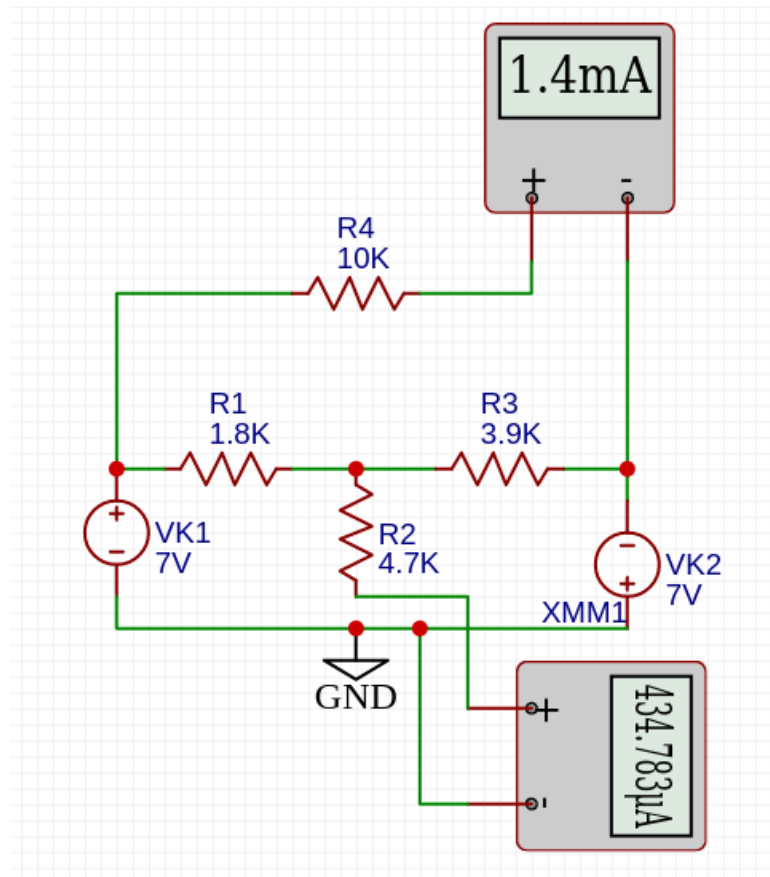 1.4mA
+ -
R4
10K
R1
1.8K
R3
3.9K
+
-
VK1
7V
R2
4.7K
-
+
VK2
7V
XMM1
GND
+
-
434.783µA